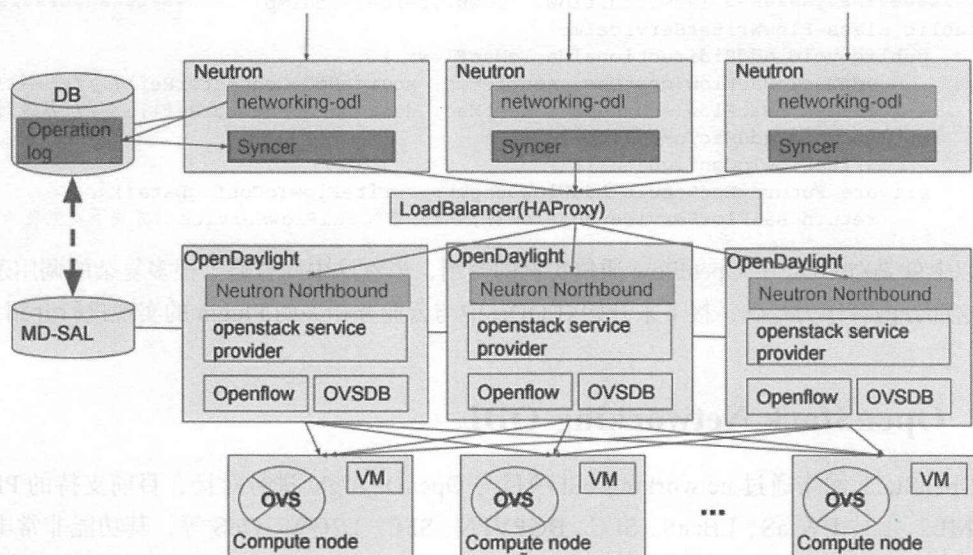 Neutron
Neutron
Neutron
DB
networking-odl
networking-odl
networking-odl
Operation
log
Syncer
Syncer
Syncer
LoadBalancer(HAProxy)
OpenDaylight
OpenDaylight
OpenDaylight
Neutron Northbound
Neutron Northbound
Neutron Northbound
MD-SAL
openstack service
provider
openstack service
provider
openstack service
provider
Openflow
OVSDB
Openflow
OVSDB
Openflow
OVSDB
OVS
VM
OVS
VM
...
OVS
VM
Compute node
Compute node
Compute node